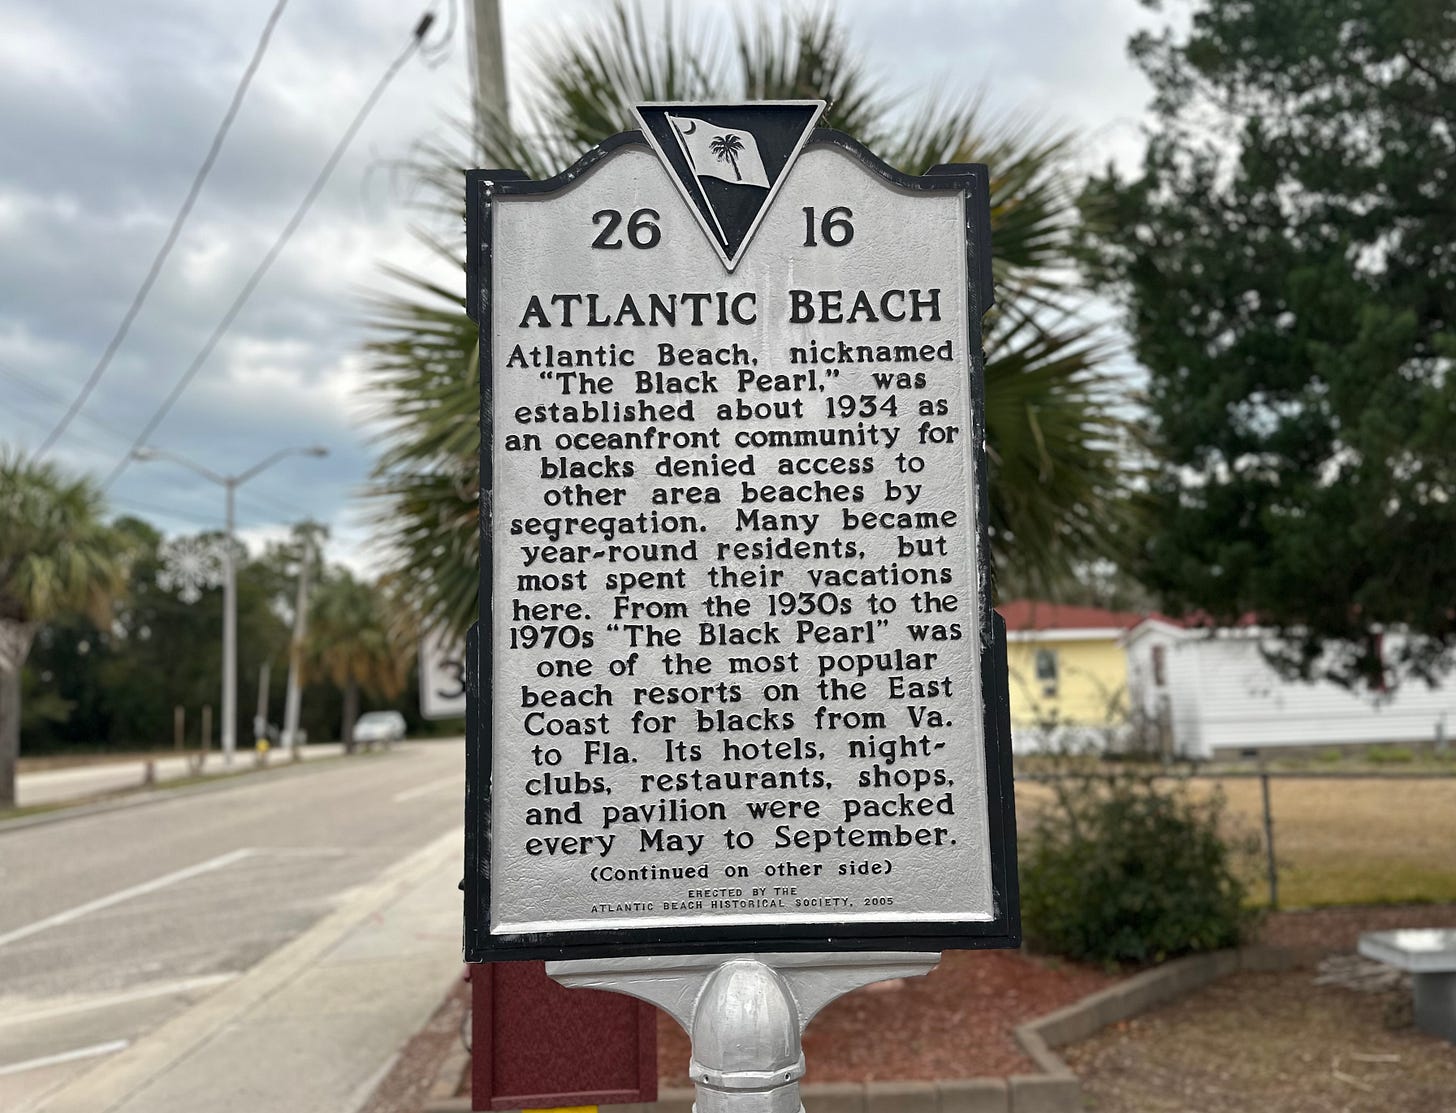 26 16
ATLANTIC BEACH
Atlantic Beach, nicknamed
“The Black Pearl,” was
established about 1934 as
an oceanfront community for
blacks denied access to
other area beaches by
segregation. Many became
year-round residents, but
most spent their vacations
here. From the 1930s to the
1970s “The Black Pearl” was
one of the most popular
beach resorts on the East
Coast for blacks from Va.
to Fla. Its hotels, night-
clubs, restaurants, shops,
and pavilion were packed
every May to September.
(Continued on other side)
ERECTED BY THE
ATLANTIC BEACH HISTORICAL SOCIETY, 2005
3